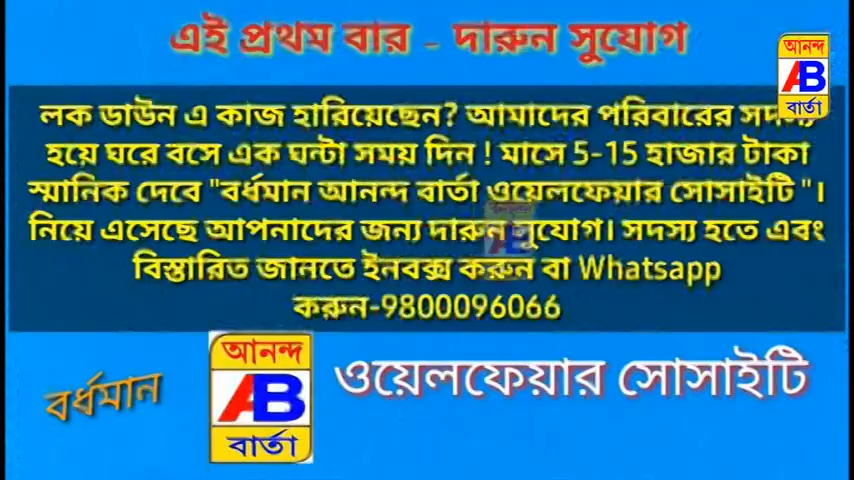 এই প্রথম বার - দারুন সুযোগ
আনন্দ
AB
বার্তা
লক ডাউন এ কাজ হারিয়েছেন? আমাদের পরিবারের সদস্য
হয়ে ঘরে বসে এক ঘন্টা সময় দিন ! মাসে 5-15 হাজার টাকা
স্মানিক দেবে "বর্ধমান আনন্দ বার্তা ওয়েলফেয়ার সোসাইটি "।
নিয়ে এসেছে আপনাদের জন্য দারুন সুযোগ। সদস্য হতে এবং
বিস্তারিত জানতে ইনবক্স করুন বা Whatsapp
করুন-9800096066
বর্ধমান
আনন্দ
AB
বার্তা
ওয়েলফেয়ার সোসাইটি